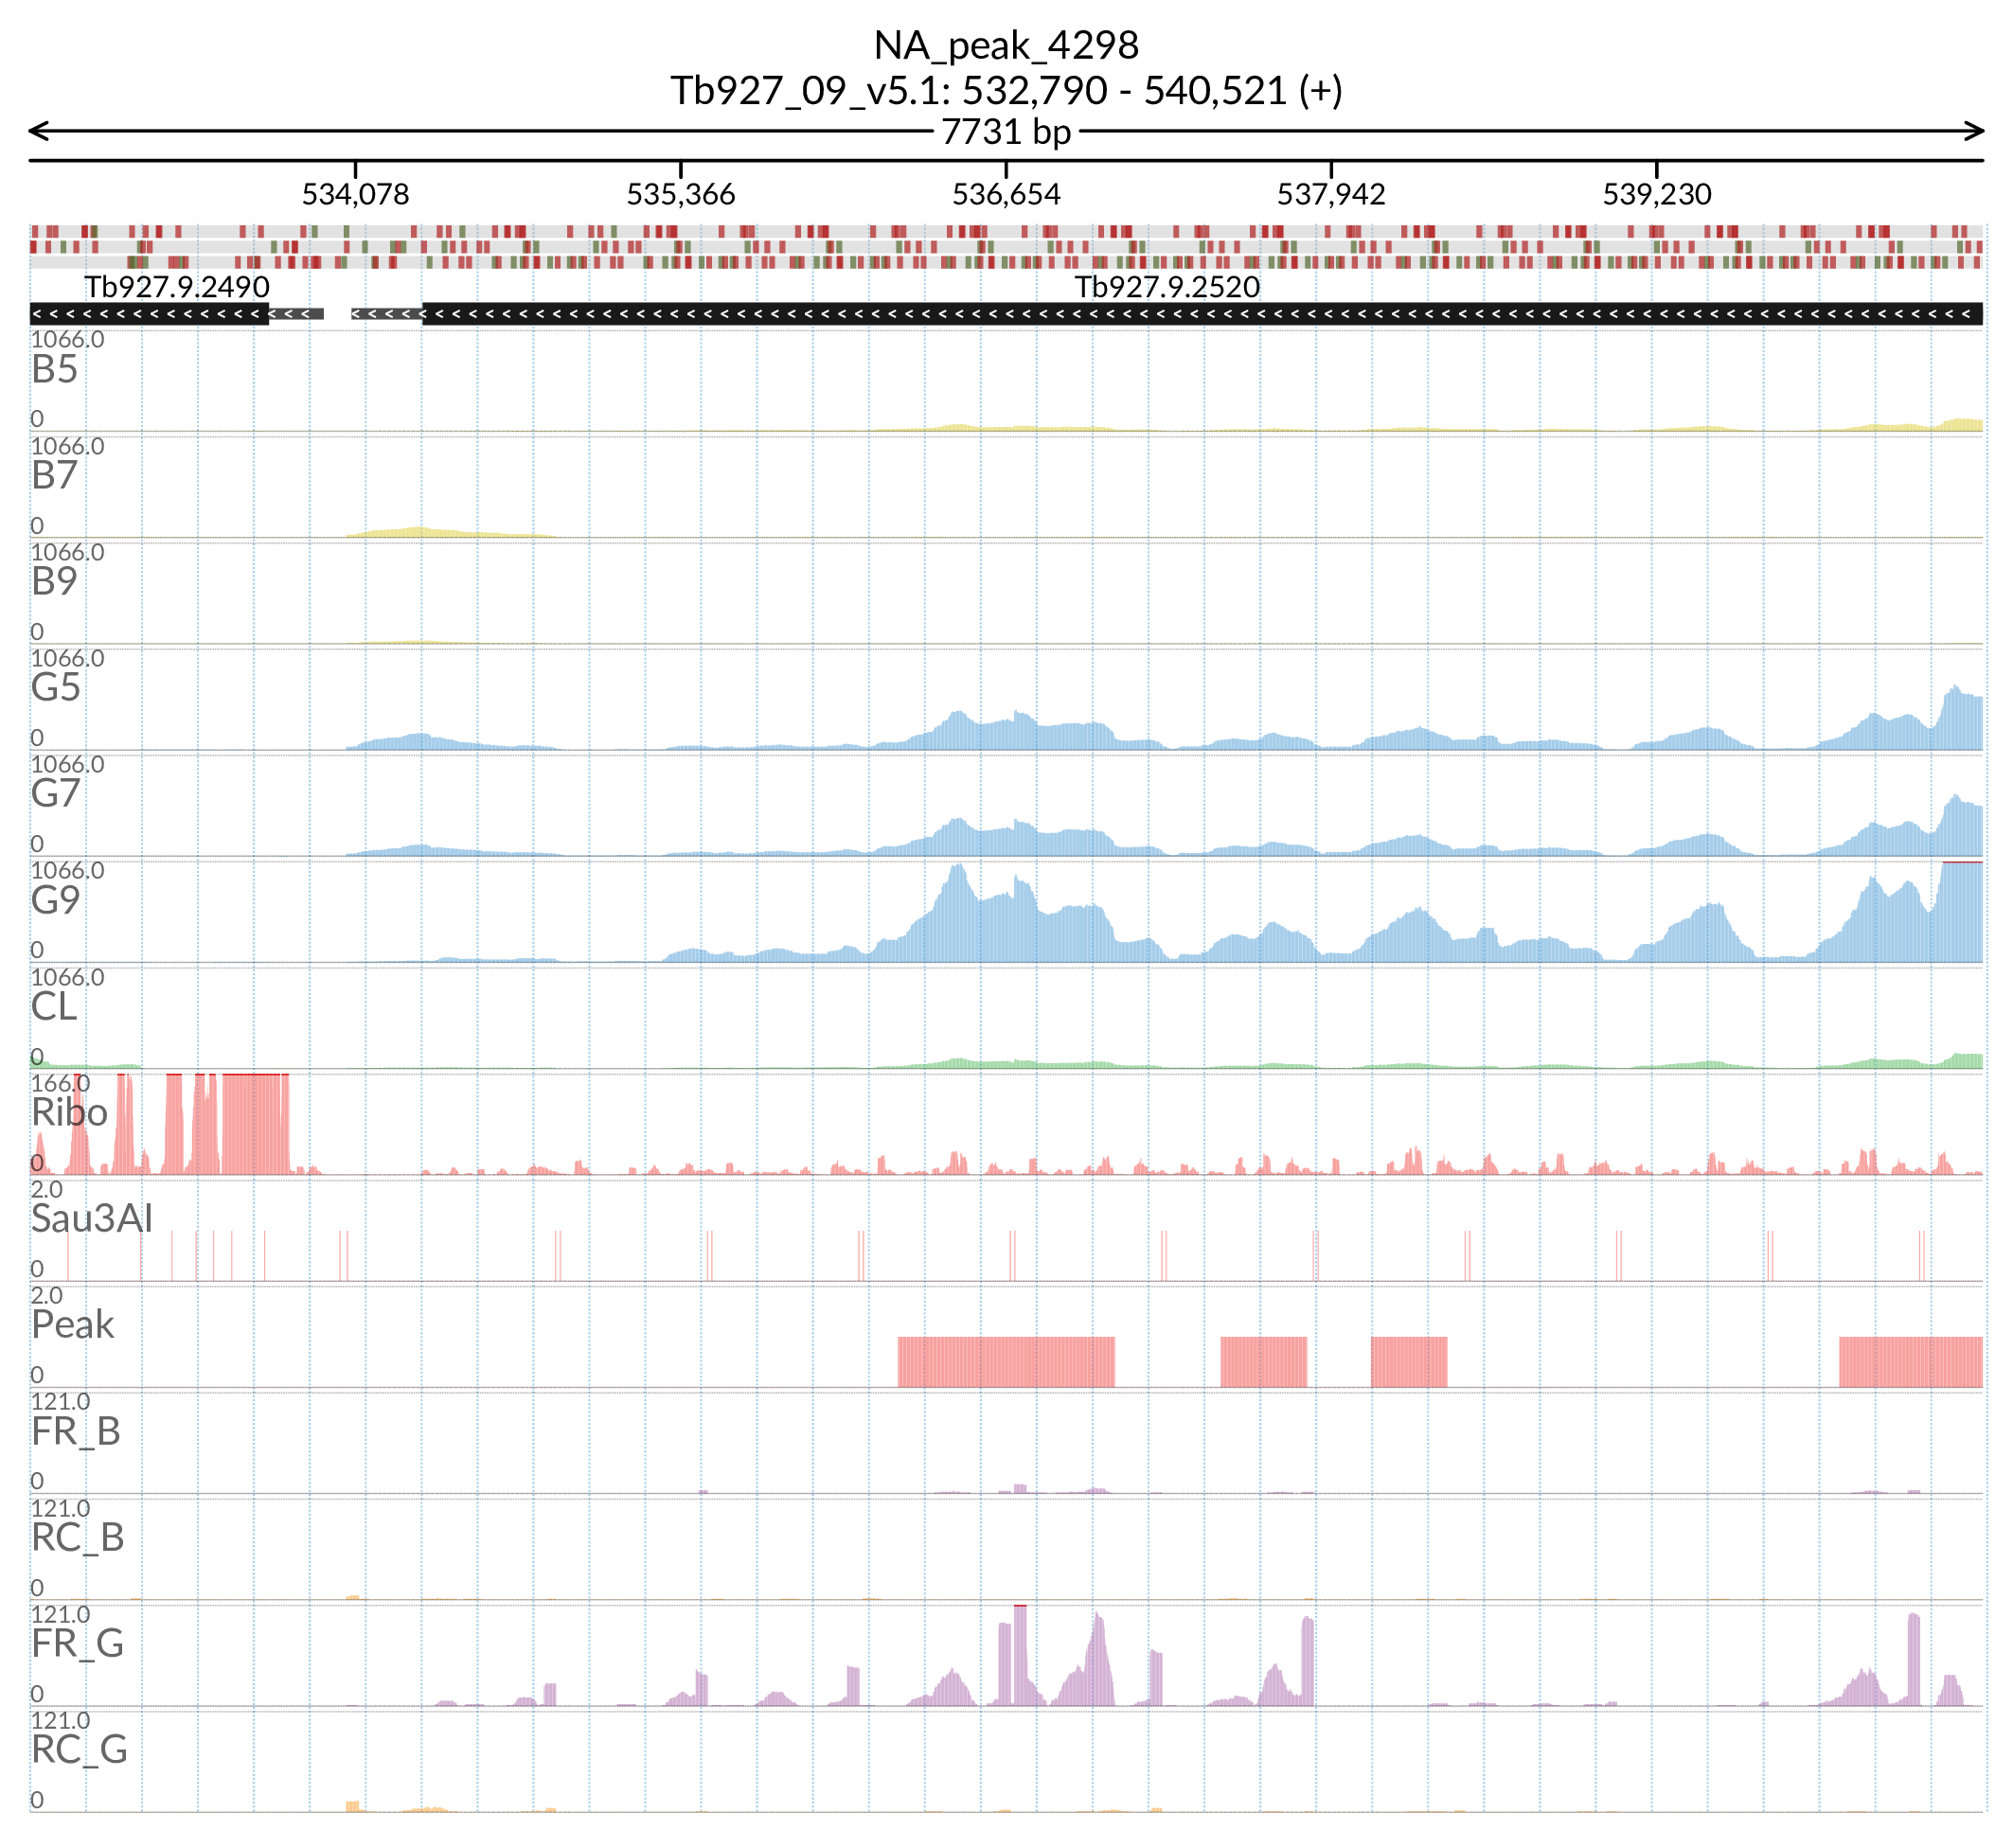 NA_peak_4298
Tb927_09_v5.1: 532,790 - 540,521 (+)
7731 bp
534,078 535,366 536,654 537,942 539,230
Tb927.9.2490 Tb927.9.2520
1066.0
B5
0
1066.0
B7
0
1066.0
B9
0
1066.0
G5
0
1066.0
G7
0
1066.0
G9
0
1066.0
CL
0
166.0
Ribo
0
2.0
Sau3AI
0
2.0
Peak
0
121.0
FR_B
0
121.0
RC_B
0
121.0
FR_G
0
121.0
RC_G
0